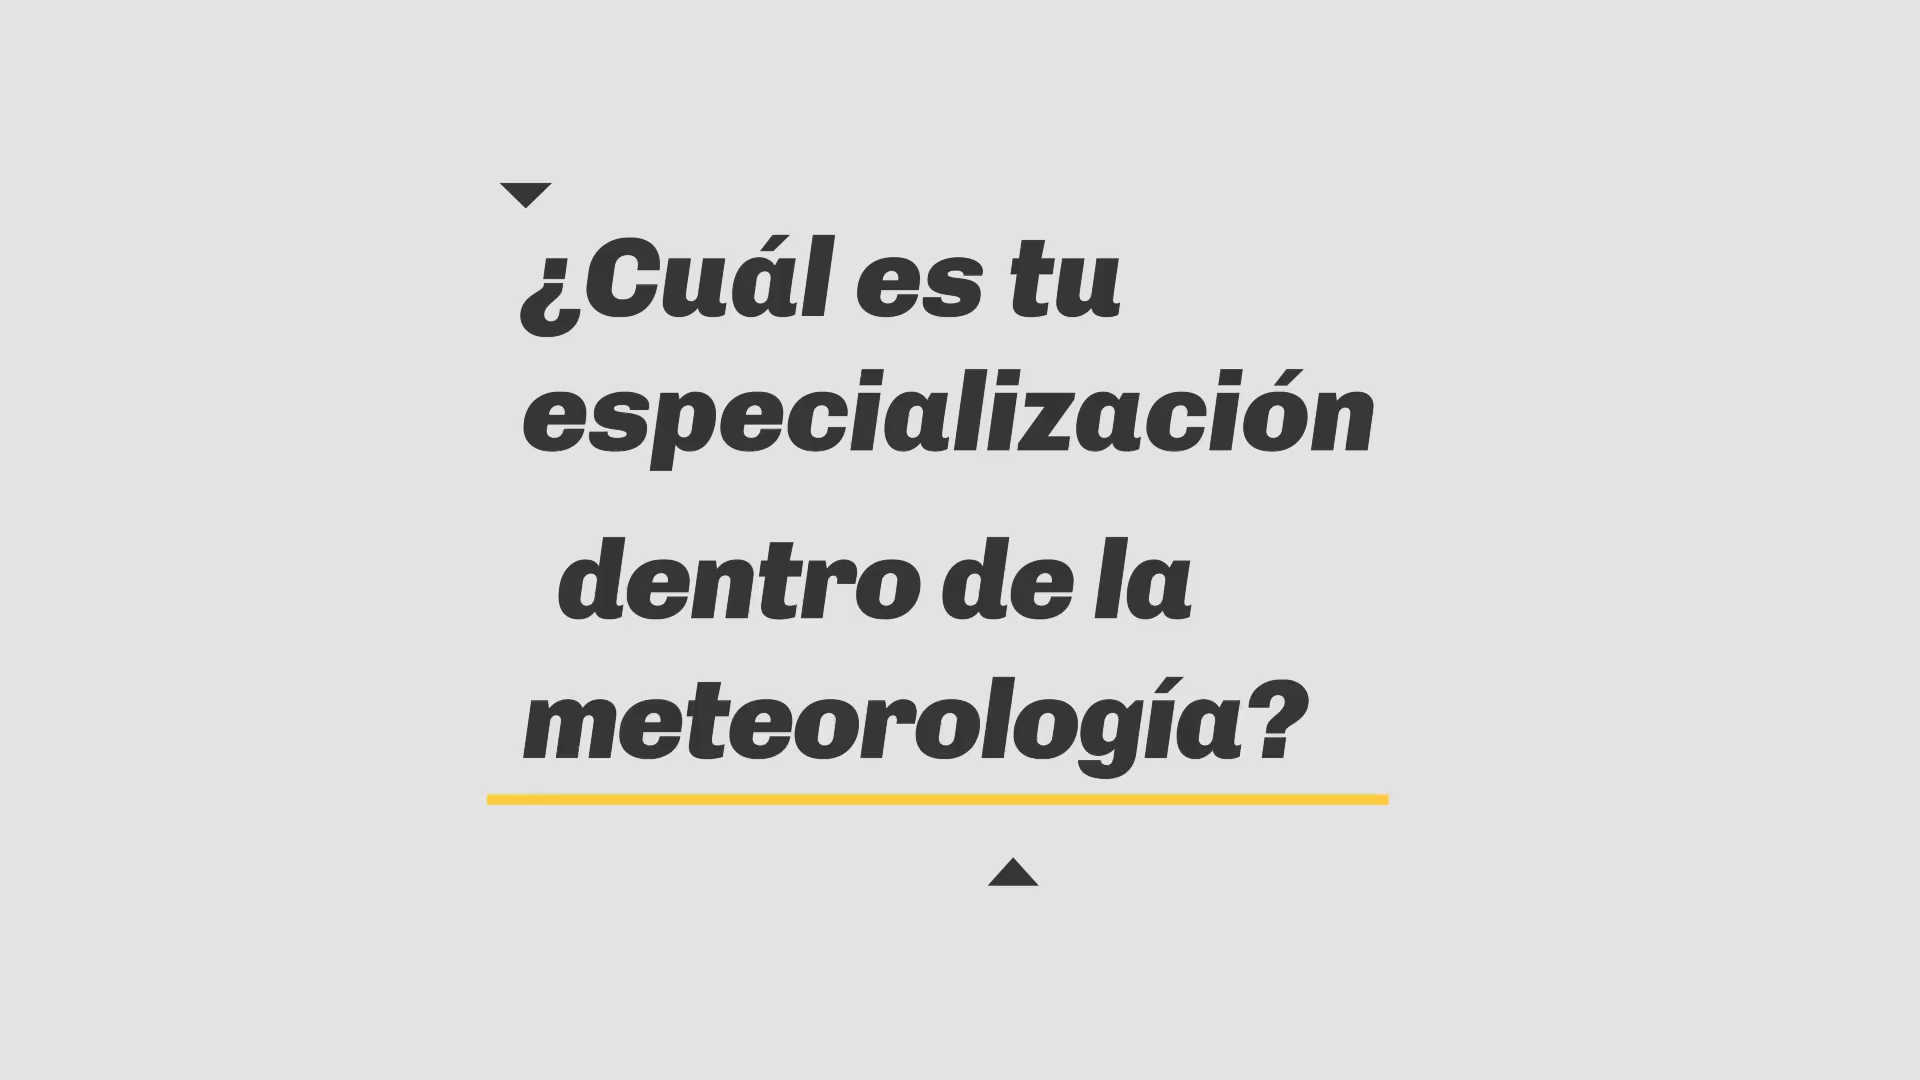 ¿Cuál es tu
especialización
dentro de la
meteorología?